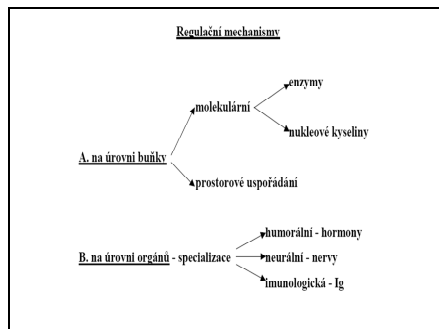 Regulační mechanismy
enzymy
molekulární
nukleové kyseliny
A. na úrovni buňky
prostorové uspořádání
humorální - hormony
B. na úrovni orgánů - specializace
neurální - nervy
imunologická - Ig